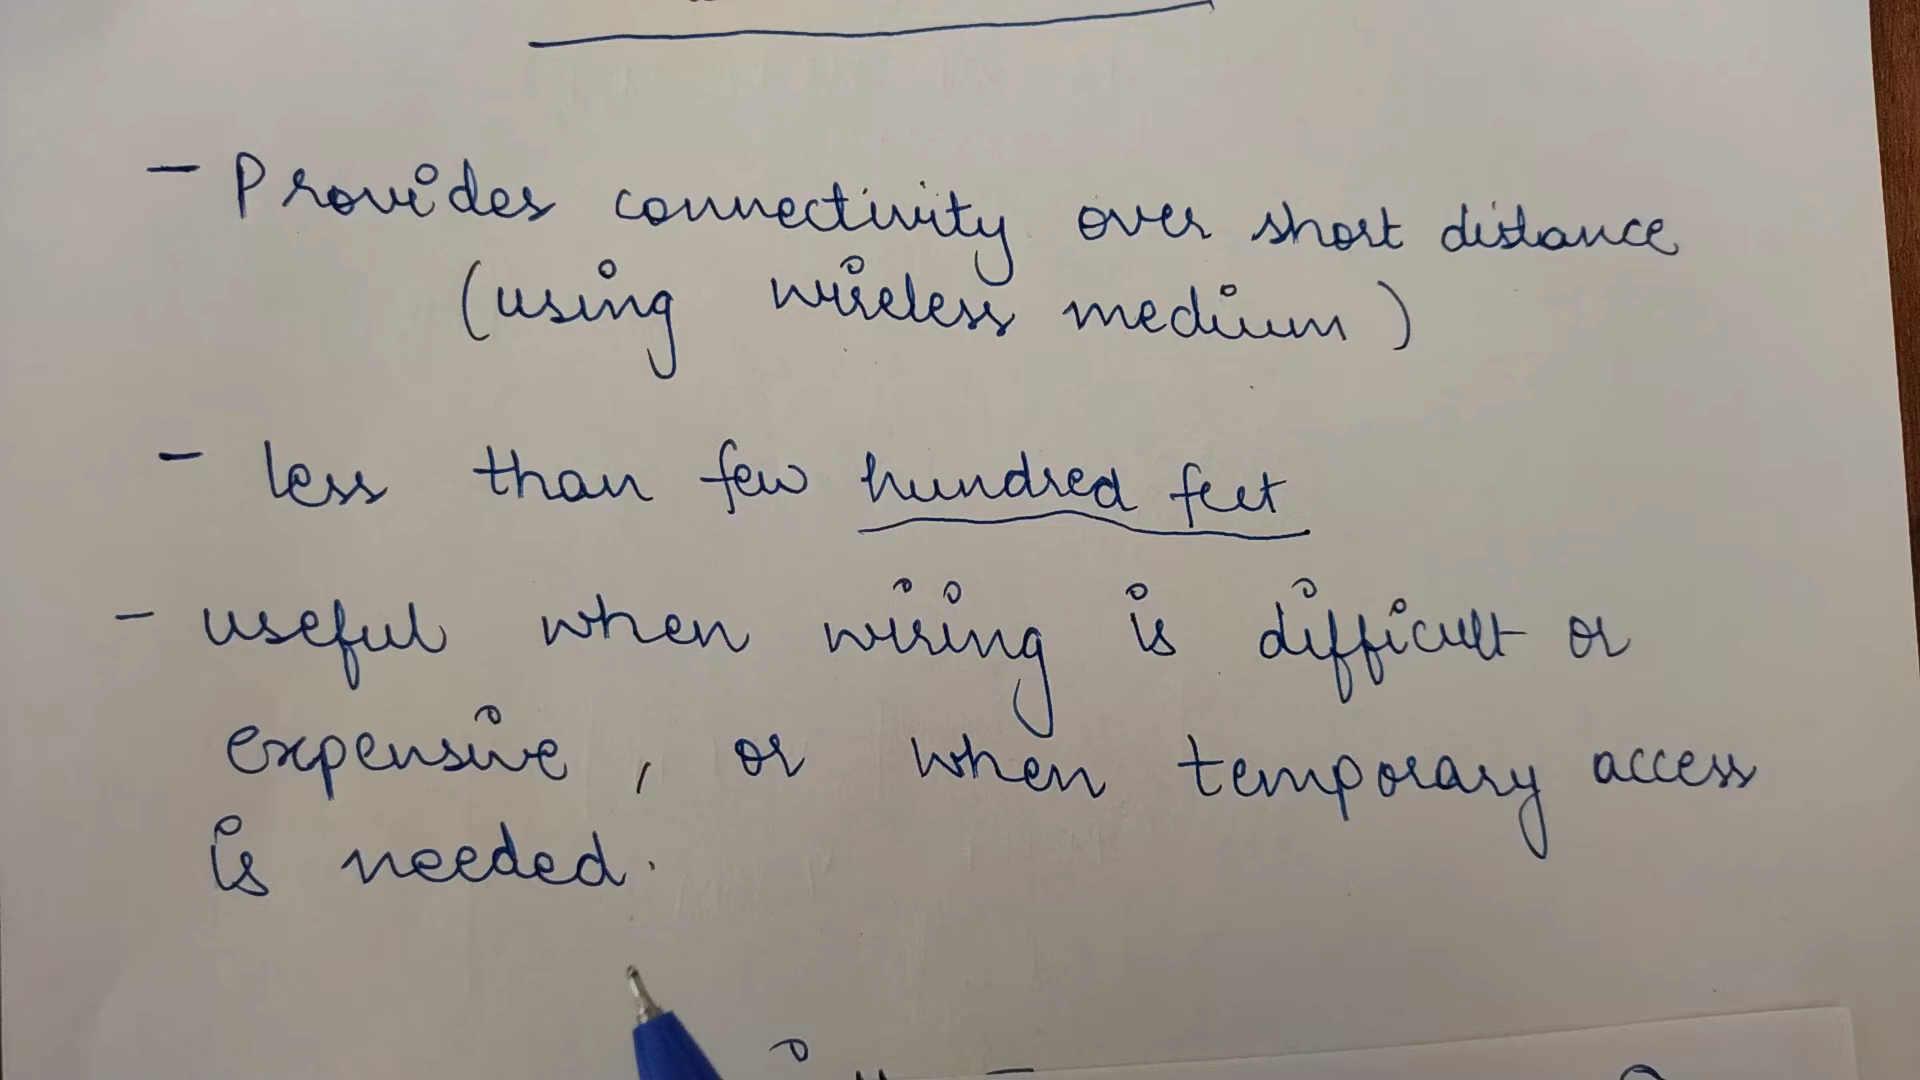 - Provides connectivity over short distance
(using wireless medium)
- less than few hundred feet
- useful when wiring is difficult or
expensive, or when temporary access
is needed.